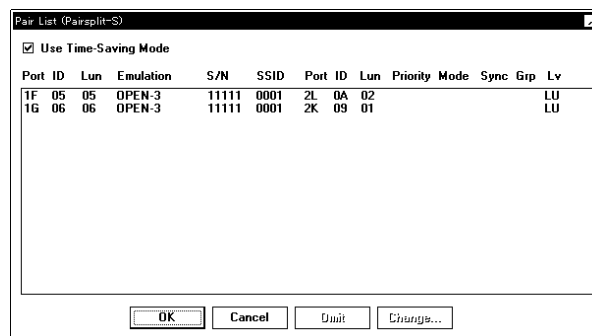 Pair List (Pairsplit-S)
Use Time-Saving Mode
Port ID Lun Emulation S/N SSID Port ID Lun Priority Mode Sync Grp Lv
1F 05 05 OPEN-3 11111 0001 2L 0A 02 LU
1G 06 06 OPEN-3 11111 0001 2K 09 01 LU
OK Cancel Omit Change...